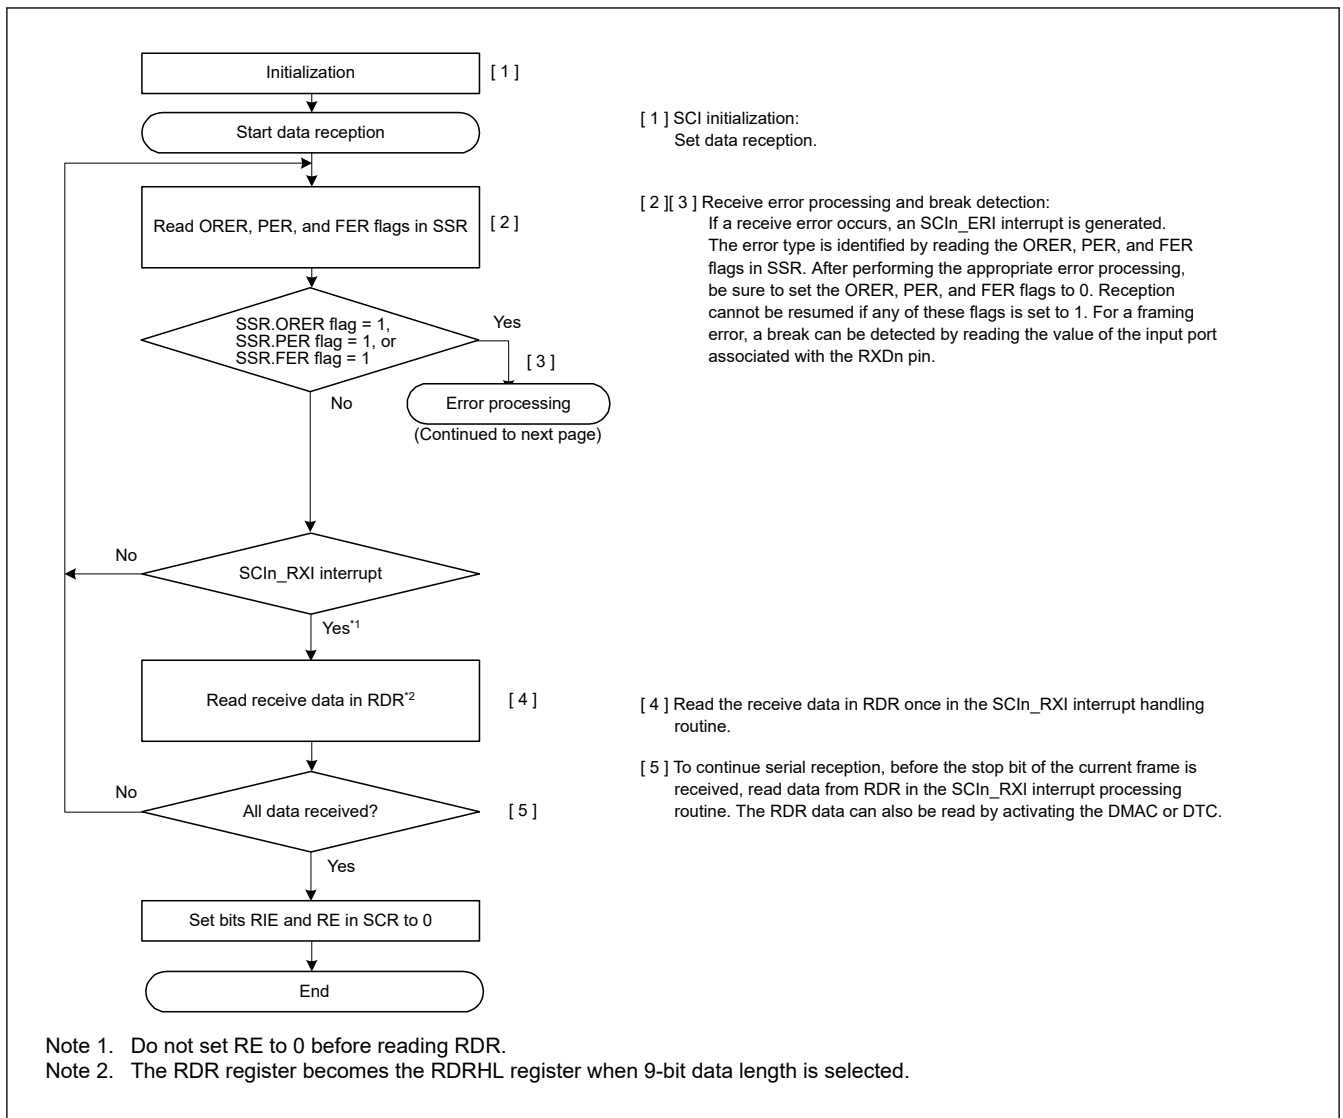 Initialization
[ 1 ]
Start data reception
[ 1 ] SCI initialization:
Set data reception.
Read ORER, PER, and FER flags in SSR
[ 2 ]
[ 2 ][ 3 ] Receive error processing and break detection:
If a receive error occurs, an SCIn_ERI interrupt is generated.
The error type is identified by reading the ORER, PER, and FER
flags in SSR. After performing the appropriate error processing,
be sure to set the ORER, PER, and FER flags to 0. Reception
cannot be resumed if any of these flags is set to 1. For a framing
error, a break can be detected by reading the value of the input port
associated with the RXDn pin.
SSR.ORER flag = 1,
SSR.PER flag = 1, or
SSR.FER flag = 1
Yes
[ 3 ]
No
Error processing
(Continued to next page)
No
SCIn_RXI interrupt
Yes*1
Read receive data in RDR*2
[ 4 ]
[ 4 ] Read the receive data in RDR once in the SCIn_RXI interrupt handling
routine.
[ 5 ] To continue serial reception, before the stop bit of the current frame is
received, read data from RDR in the SCIn_RXI interrupt processing
routine. The RDR data can also be read by activating the DMAC or DTC.
No
All data received?
[ 5 ]
Yes
Set bits RIE and RE in SCR to 0
End
Note 1. Do not set RE to 0 before reading RDR.
Note 2. The RDR register becomes the RDRHL register when 9-bit data length is selected.